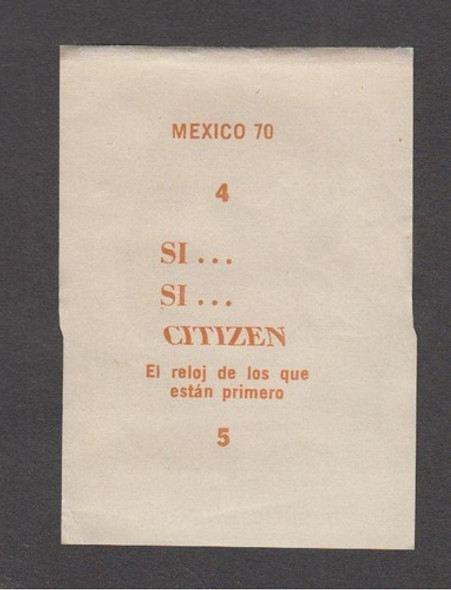 MEXICO 70
4
SI...
SI...
CITIZEN
El reloj de los que
están primero
5